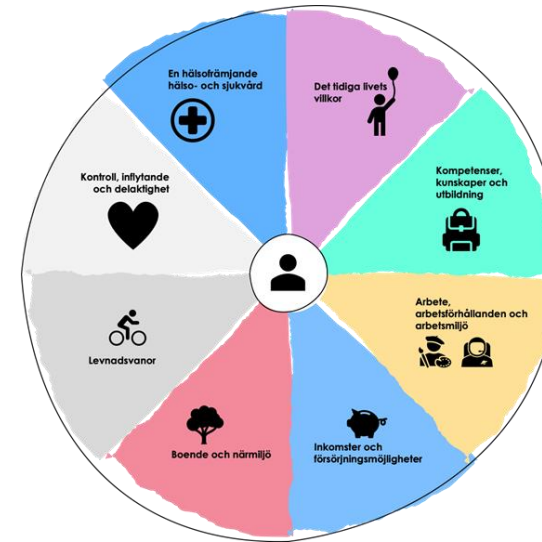 En hälsofrämjande
hälso- och sjukvård
Det tidiga livets
villkor
Kompetenser,
kunskaper och
utbildning
Arbete,
arbetsförhållanden och
arbetsmiljö
Inkomster och
försörjningsmöjligheter
Boende och närmiljö
Levnadsvanor
Kontroll, inflytande
och delaktighet